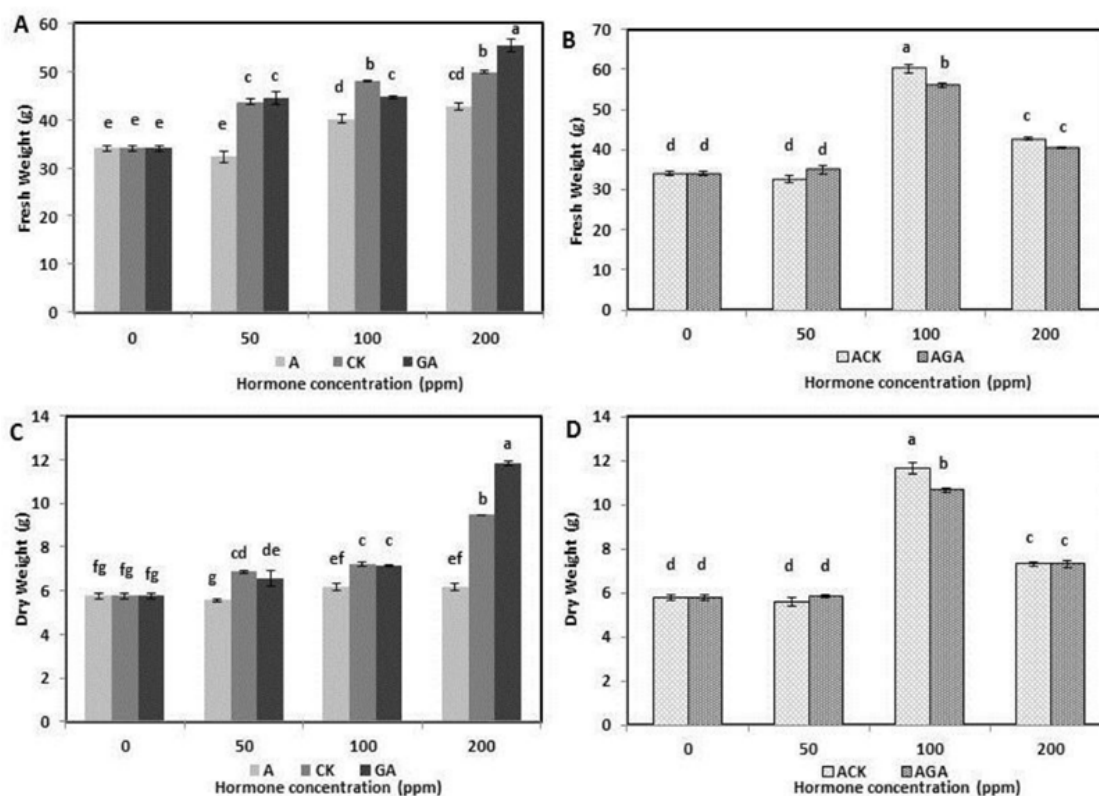 A
Fresh Weight (g)
60
50
40
30
20
10
0
e e e
e c c
d b c
cd b a
0 50 100 200
A CK GA
Hormone concentration (ppm)
B
Fresh Weight (g)
70
60
50
40
30
20
10
0
d d
d d
a b
c c
0 50 100 200
ACK AGA
Hormone concentration (ppm)
C
Dry Weight (g)
14
12
10
8
6
4
2
0
fg fg fg
g cd de
ef c c
ef b a
0 50 100 200
A CK GA
Hormone concentration (ppm)
D
Dry Weight (g)
14
12
10
8
6
4
2
0
d d
d d
a b
c c
0 50 100 200
ACK AGA
Hormone concentration (ppm)